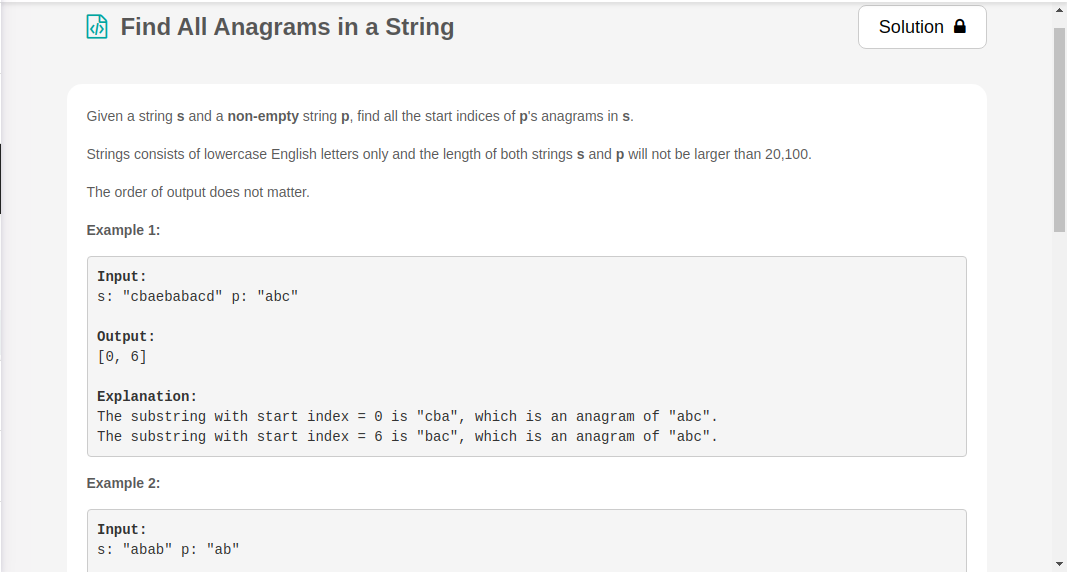 Find All Anagrams in a String
Solution
Given a string s and a non-empty string p, find all the start indices of p's anagrams in s.
Strings consists of lowercase English letters only and the length of both strings s and p will not be larger than 20,100.
The order of output does not matter.
Example 1:
Input:
s: "cbaebabacd" p: "abc"
Output:
[0, 6]
Explanation:
The substring with start index = 0 is "cba", which is an anagram of "abc".
The substring with start index = 6 is "bac", which is an anagram of "abc".
Example 2:
Input:
s: "abab" p: "ab"